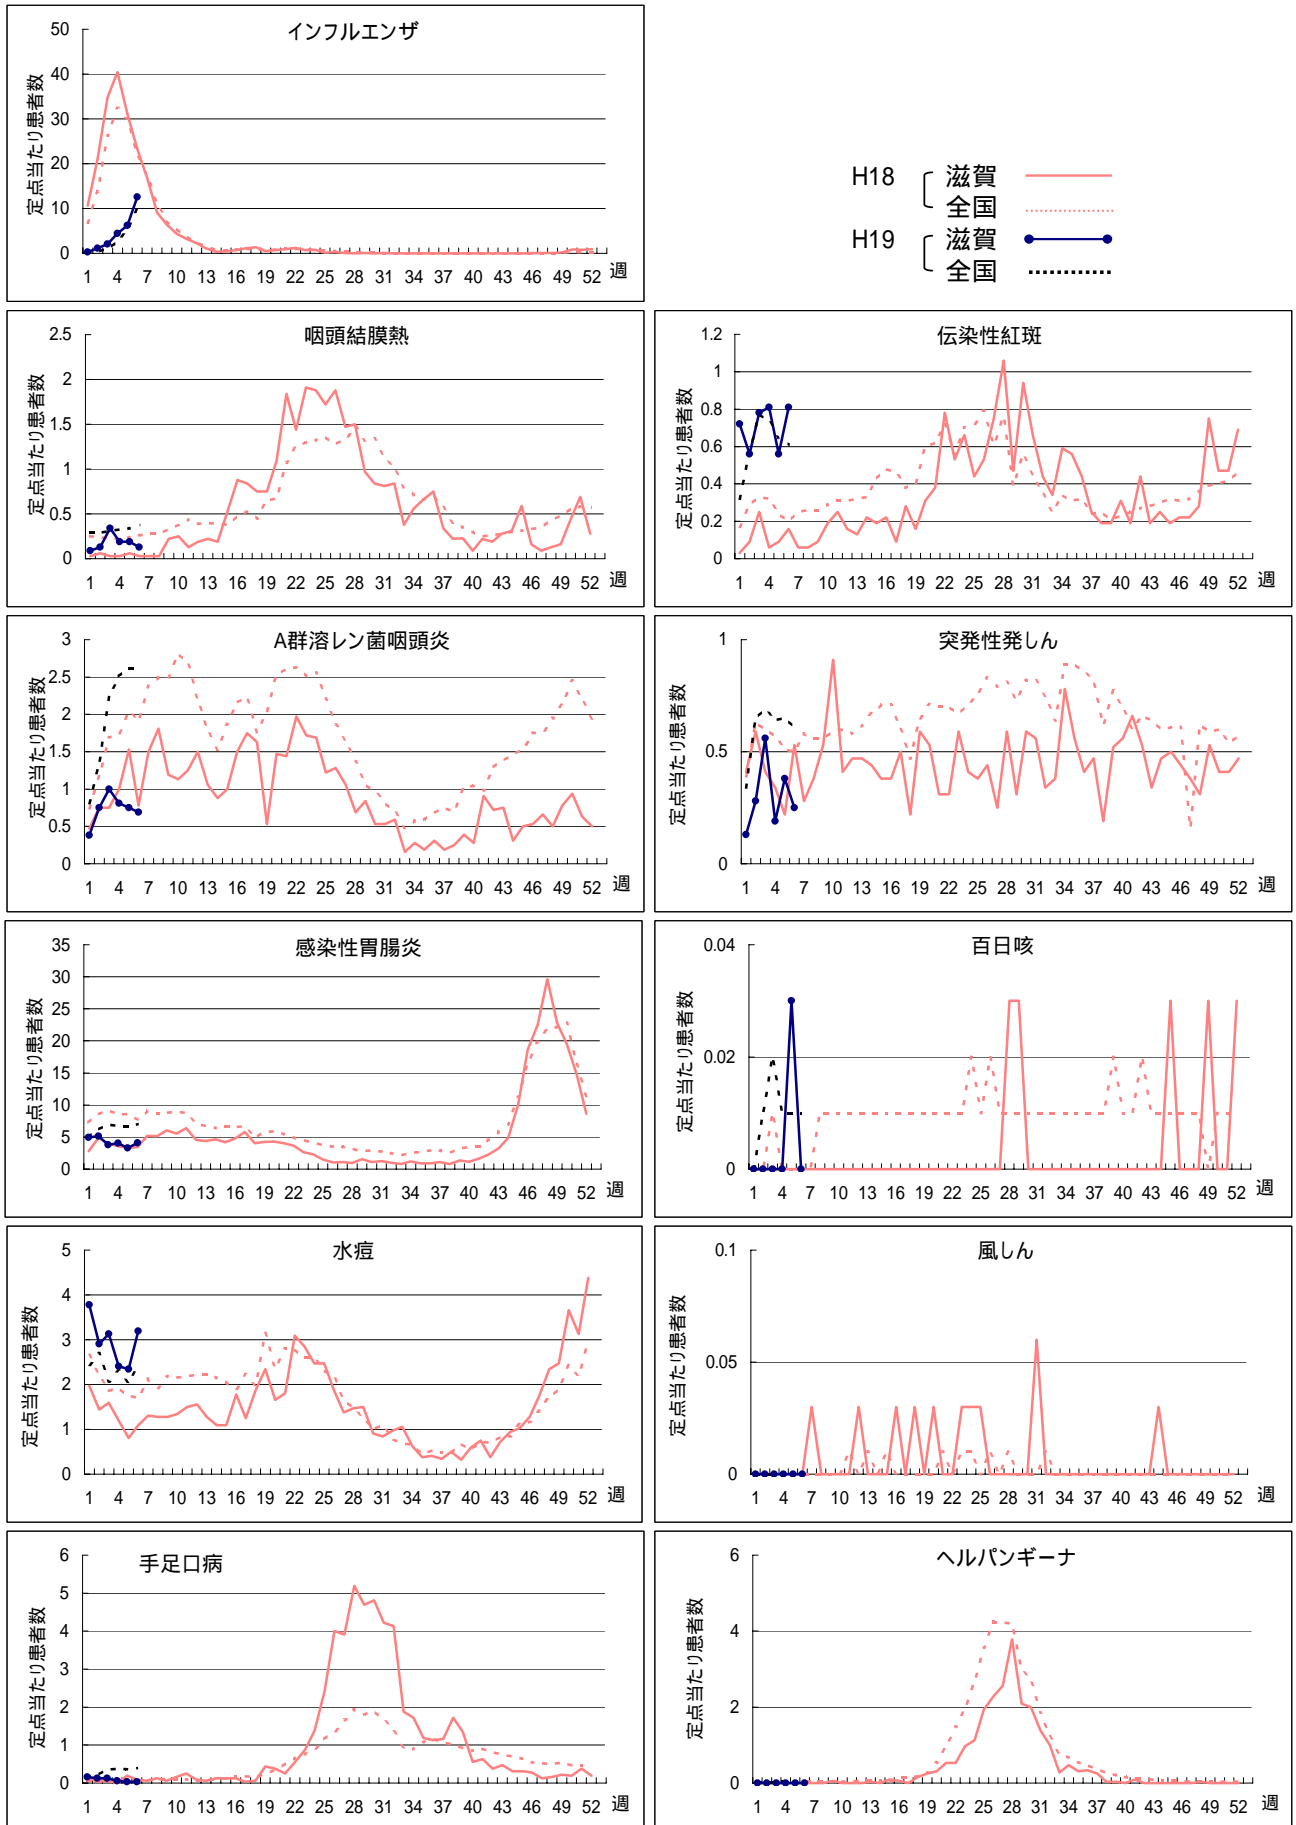 インフルエンザ
定点当たり患者数
50
40
30
20
10
0
1 4 7 10 13 16 19 22 25 28 31 34 37 40 43 46 49 52 週
H18 滋賀
全国
H19 滋賀
全国
咽頭結膜熱
定点当たり患者数
2.5
2
1.5
1
0.5
0
1 4 7 10 13 16 19 22 25 28 31 34 37 40 43 46 49 52 週
伝染性紅斑
定点当たり患者数
1.2
1
0.8
0.6
0.4
0.2
0
1 4 7 10 13 16 19 22 25 28 31 34 37 40 43 46 49 52 週
A群溶レン菌咽頭炎
定点当たり患者数
3
2.5
2
1.5
1
0.5
0
1 4 7 10 13 16 19 22 25 28 31 34 37 40 43 46 49 52 週
突発性発しん
定点当たり患者数
1
0.5
0
1 4 7 10 13 16 19 22 25 28 31 34 37 40 43 46 49 52 週
感染性胃腸炎
定点当たり患者数
35
30
25
20
15
10
5
0
1 4 7 10 13 16 19 22 25 28 31 34 37 40 43 46 49 52 週
百日咳
定点当たり患者数
0.04
0.02
0
1 4 7 10 13 16 19 22 25 28 31 34 37 40 43 46 49 52 週
水痘
定点当たり患者数
5
4
3
2
1
0
1 4 7 10 13 16 19 22 25 28 31 34 37 40 43 46 49 52 週
風しん
定点当たり患者数
0.1
0.05
0
1 4 7 10 13 16 19 22 25 28 31 34 37 40 43 46 49 52 週
手足口病
定点当たり患者数
6
5
4
3
2
1
0
1 4 7 10 13 16 19 22 25 28 31 34 37 40 43 46 49 52 週
ヘルパンギーナ
定点当たり患者数
6
4
2
0
1 4 7 10 13 16 19 22 25 28 31 34 37 40 43 46 49 52 週